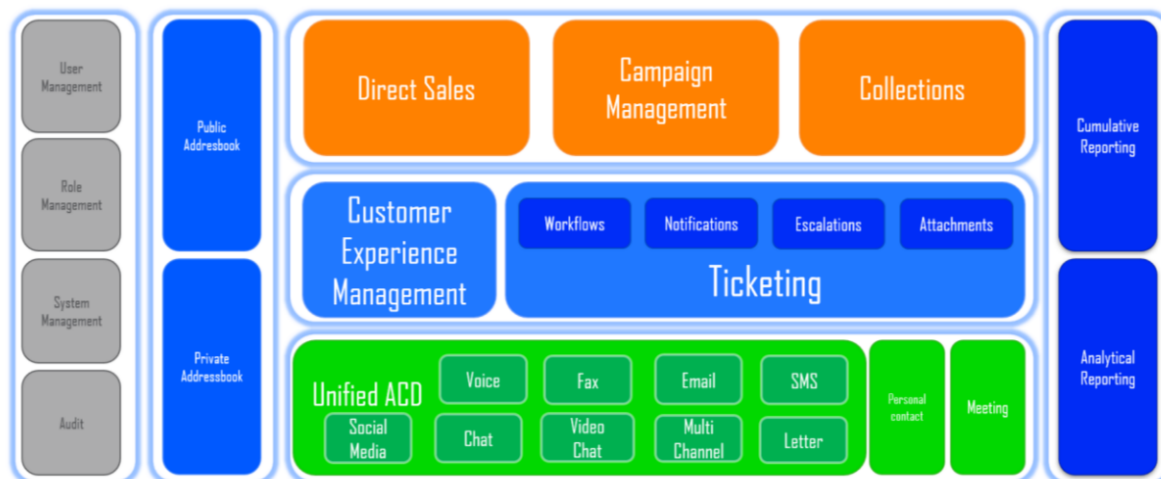 User
Management
Role
Management
System
Management
Audit
Public
Addresbook
Private
Addressbook
Direct Sales
Campaign
Management
Collections
Customer
Experience
Management
Workflows
Notifications
Escalations
Attachments
Ticketing
Unified ACD
Voice
Fax
Email
SMS
Social
Media
Chat
Video
Chat
Multi
Channel
Letter
Personal
contact
Meeting
Cumulative
Reporting
Analytical
Reporting